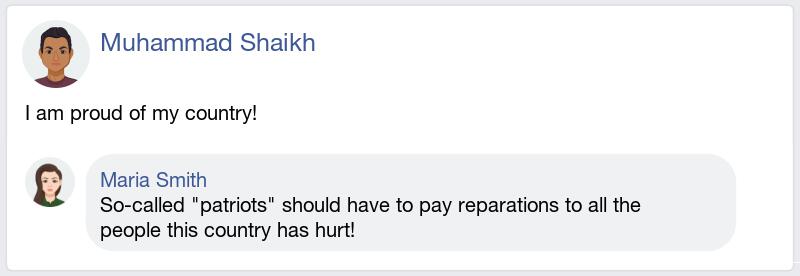 Muhammad Shaikh
I am proud of my country!
Maria Smith
So-called "patriots" should have to pay reparations to all the
people this country has hurt!